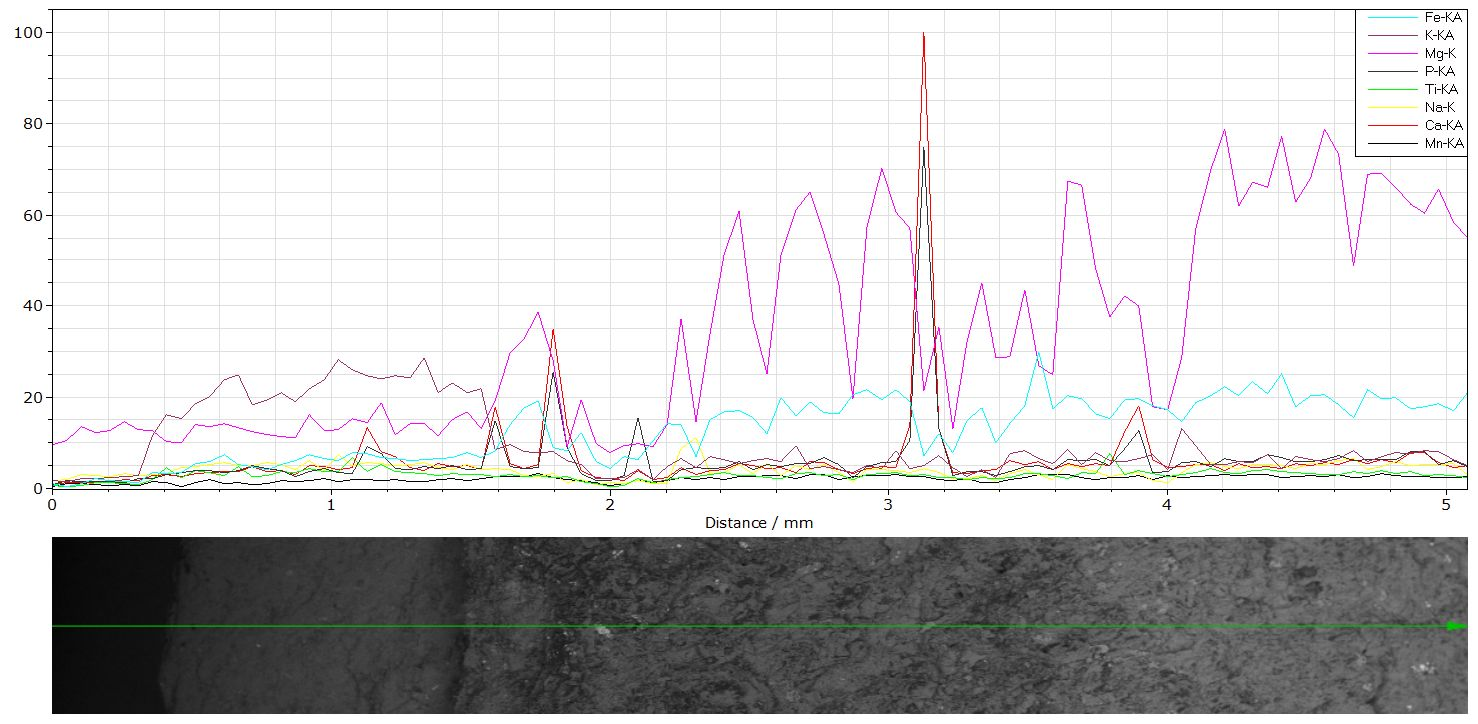 100
80
60
40
20
0
0 1 2 3 4 5
Distance / mm
Fe-KA
K-KA
Mg-K
P-KA
Ti-KA
Na-K
Ca-KA
Mn-KA